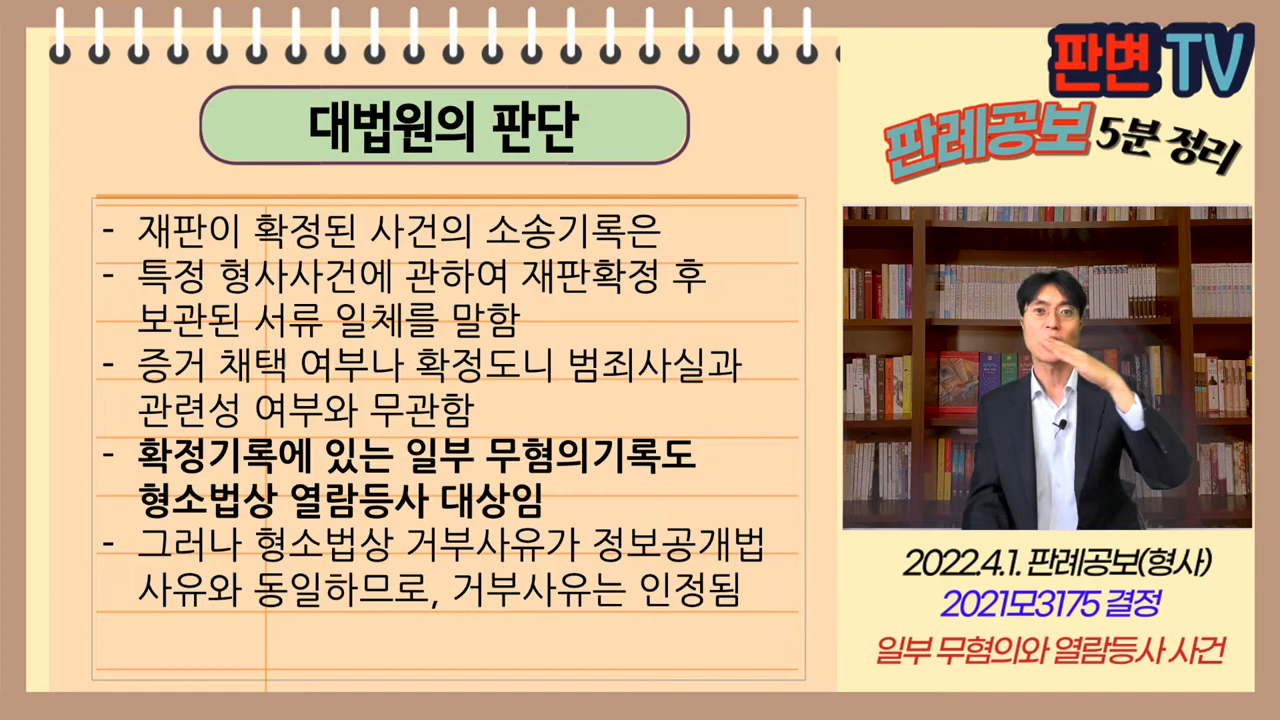 대법원의 판단
- 재판이 확정된 사건의 소송기록은
- 특정 형사사건에 관하여 재판확정 후
보관된 서류 일체를 말함
- 증거 채택 여부나 확정도니 범죄사실과
관련성 여부와 무관함
- 확정기록에 있는 일부 무혐의기록도
형소법상 열람등사 대상임
- 그러나 형소법상 거부사유가 정보공개법
사유와 동일하므로, 거부사유는 인정됨
판변 TV
판례공보 5분 정리
2022.4.1. 판례공보(형사)
2021모3175 결정
일부 무혐의와 열람등사 사건